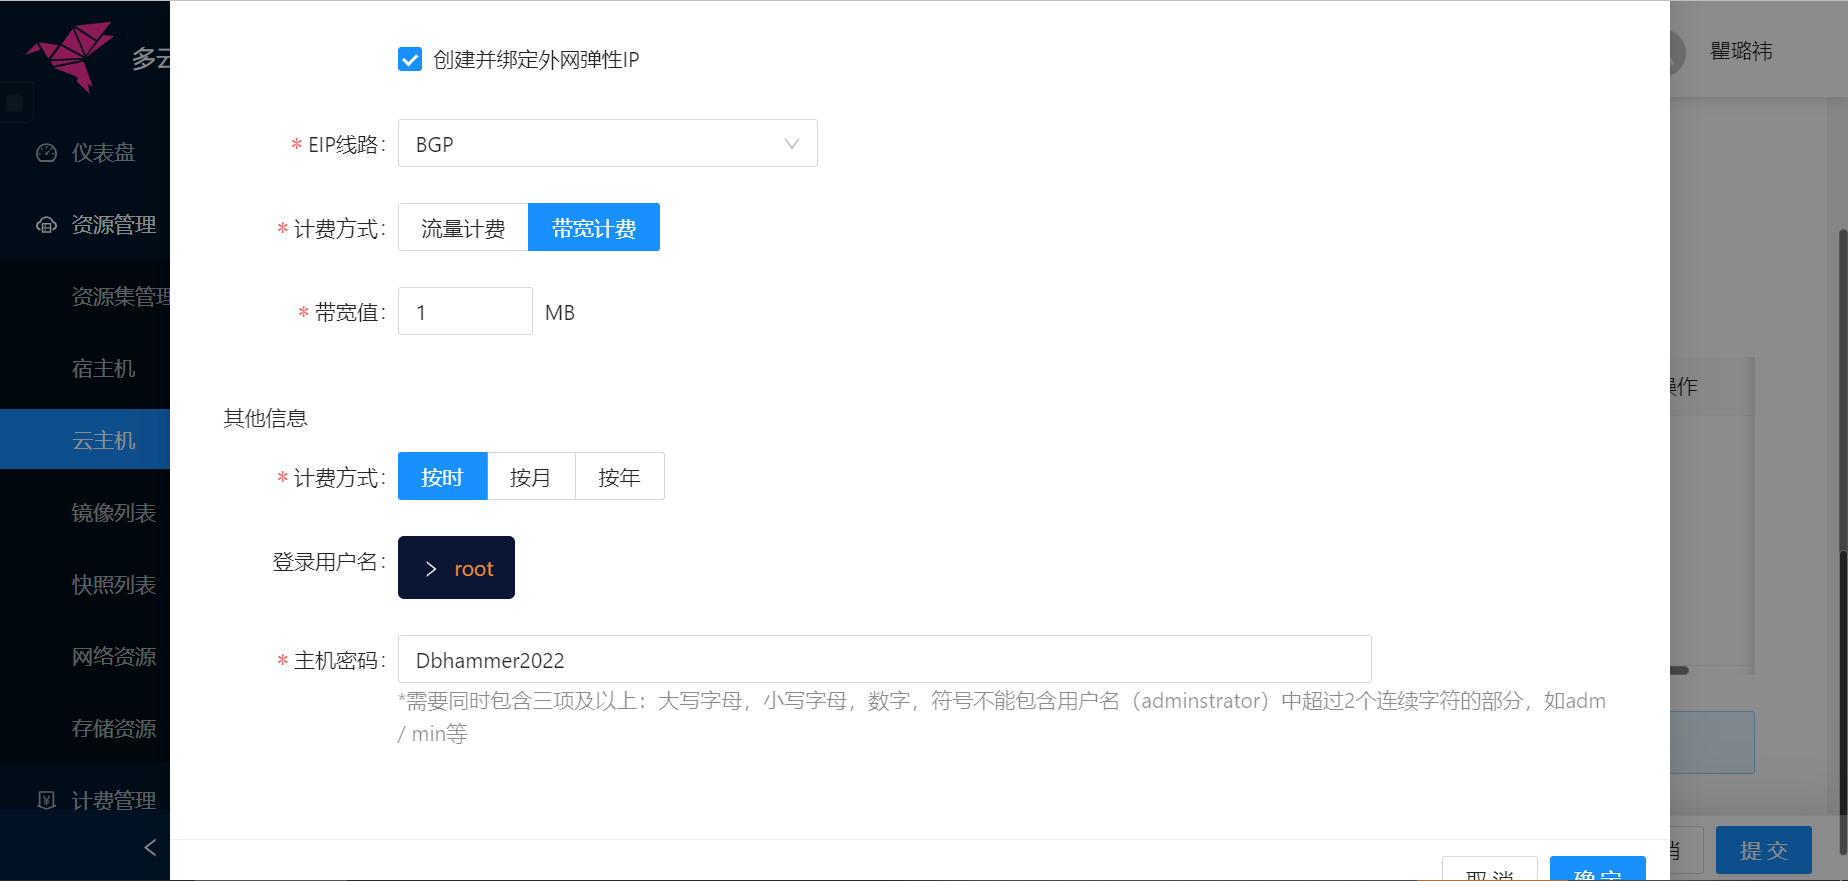 多云
瞿璐祎
仪表盘
资源管理
资源集管理
宿主机
云主机
镜像列表
快照列表
网络资源
存储资源
计费管理
创建并绑定外网弹性IP
* EIP线路:
BGP
* 计费方式:
流量计费
带宽计费
* 带宽值:
1
MB
其他信息
* 计费方式:
按时
按月
按年
登录用户名:
> root
* 主机密码:
Dbhammer2022
*需要同时包含三项及以上：大写字母，小写字母，数字，符号不能包含用户名（adminstrator）中超过2个连续字符的部分，如adm
/ min等
取 消
确 定
操作
消
提 交